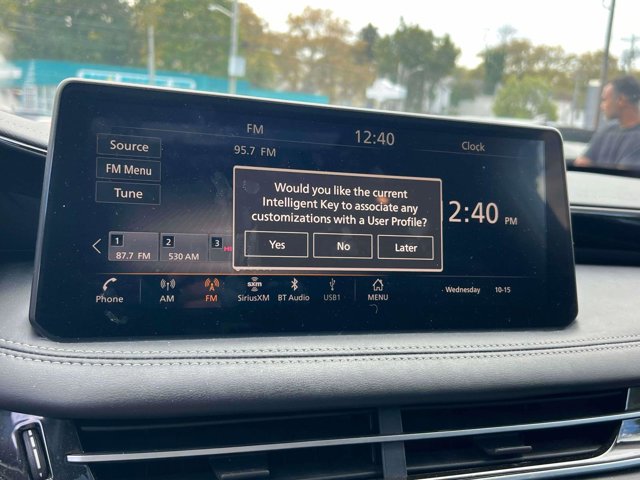 FM
12:40
Clock
Source
FM Menu
Tune
95.7 FM
Would you like the current
Intelligent Key to associate any
customizations with a User Profile?
Yes
No
Later
2:40 PM
1
87.7 FM
2
530 AM
3
Phone
AM
FM
sxm
SiriusXM
BT Audio
USB1
MENU
Wednesday
10-15